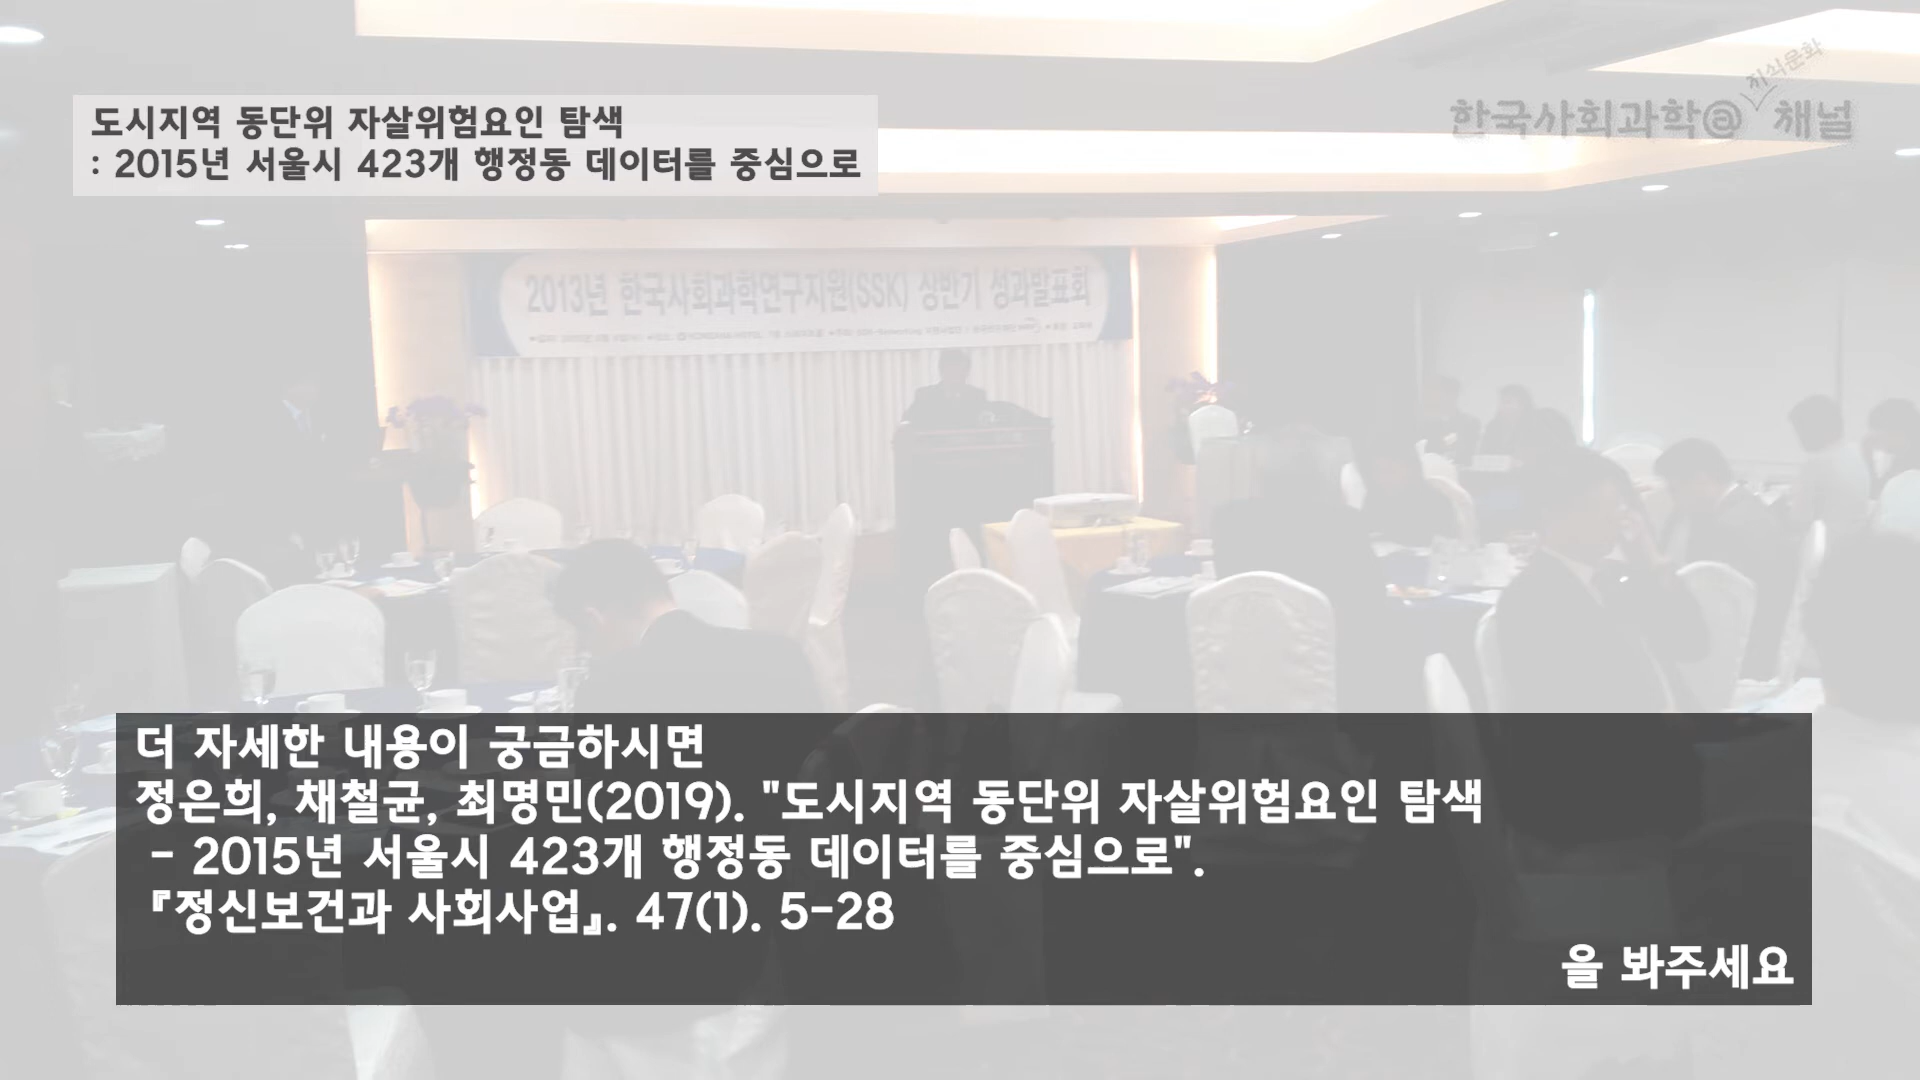 도시지역 동단위 자살위험요인 탐색
: 2015년 서울시 423개 행정동 데이터를 중심으로
지식문화
한국사회과학@ 채널
2013년 한국사회과학연구지원(SSK) 상반기 성과발표회
더 자세한 내용이 궁금하시면
정은희, 채철균, 최명민(2019). "도시지역 동단위 자살위험요인 탐색
- 2015년 서울시 423개 행정동 데이터를 중심으로".
『정신보건과 사회사업』. 47(1). 5-28
을 봐주세요